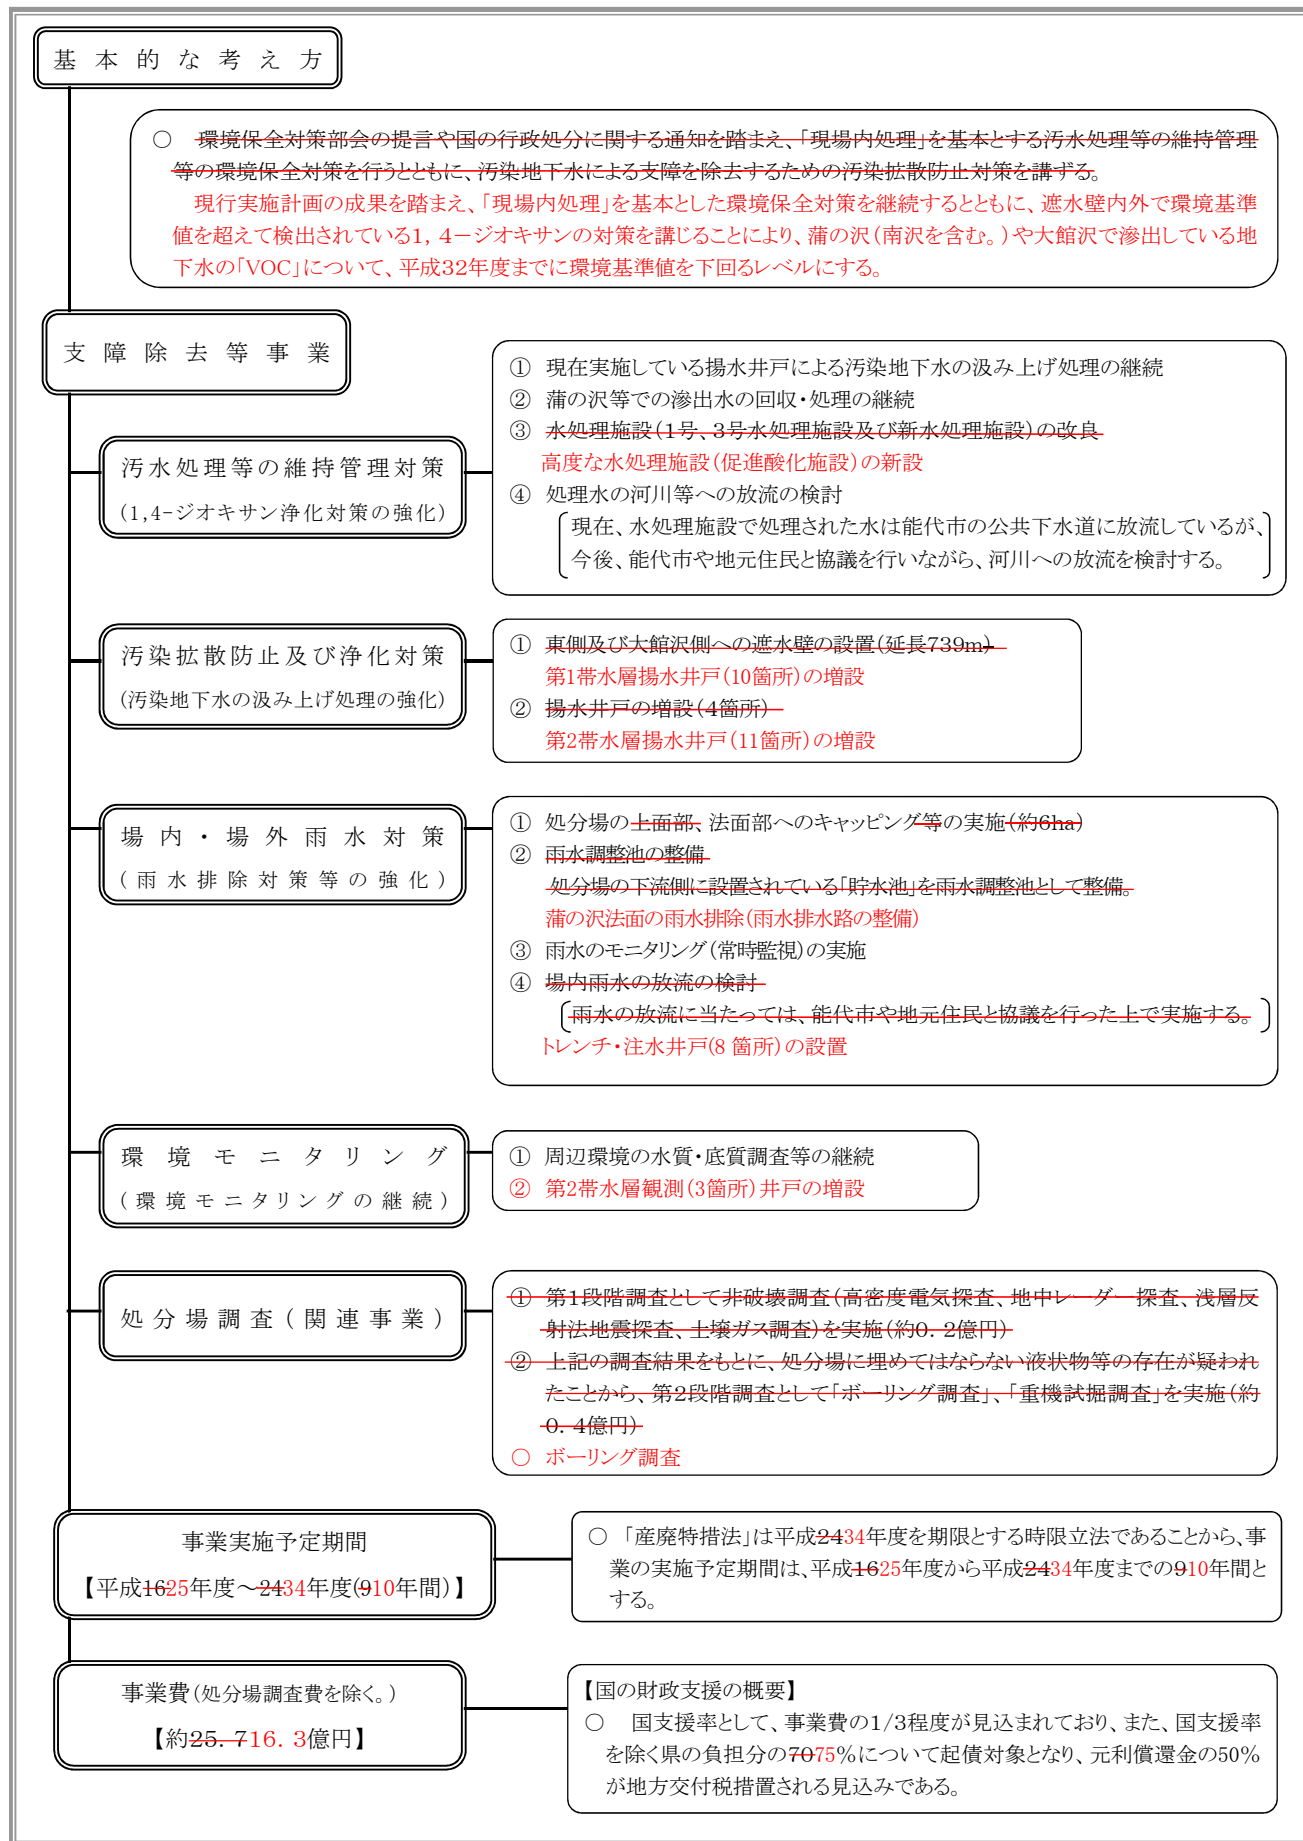 基本的な考え方
○　環境保全対策部会の提言や国の行政処分に関する通知を踏まえ、「現場内処理」を基本とする汚水処理等の維持管理
等の環境保全対策を行うとともに、汚染地下水による支障を除去するための汚染拡散防止対策を講ずる。
現行実施計画の成果を踏まえ、「現場内処理」を基本とした環境保全対策を継続するとともに、遮水壁内外で環境基準
値を超えて検出されている1，4－ジオキサンの対策を講じることにより、蒲の沢（南沢を含む。）や大館沢で滲出している地
下水の「VOC」について、平成32年度までに環境基準値を下回るレベルにする。
支障除去等事業
汚水処理等の維持管理対策
(1,4-ジオキサン浄化対策の強化)
① 現在実施している揚水井戸による汚染地下水の汲み上げ処理の継続
② 蒲の沢等での滲出水の回収・処理の継続
③ 水処理施設（1号、3号水処理施設及び新水処理施設）の改良
高度な水処理施設（促進酸化施設）の新設
④ 処理水の河川等への放流の検討
現在、水処理施設で処理された水は能代市の公共下水道に放流しているが、
今後、能代市や地元住民と協議を行いながら、河川への放流を検討する。
汚染拡散防止及び浄化対策
(汚染地下水の汲み上げ処理の強化)
① 東側及び大館沢側への遮水壁の設置（延長739m）
第1帯水層揚水井戸（10箇所）の増設
② 揚水井戸の増設（4箇所）
第2帯水層揚水井戸（11箇所）の増設
場内・場外雨水対策
(雨水排除対策等の強化)
① 処分場の上面部、法面部へのキャッピング等の実施（約6ha）
② 雨水調整池の整備
処分場の下流側に設置されている「貯水池」を雨水調整池として整備。
蒲の沢法面の雨水排除（雨水排水路の整備）
③ 雨水のモニタリング（常時監視）の実施
④ 場内雨水の放流の検討
雨水の放流に当たっては、能代市や地元住民と協議を行った上で実施する。
トレンチ・注水井戸(8 箇所）の設置
環境モニタリング
(環境モニタリングの継続)
① 周辺環境の水質・底質調査等の継続
② 第2帯水層観測（3箇所）井戸の増設
処分場調査(関連事業)
① 第1段階調査として非破壊調査（高密度電気探査、地中レーダー探査、浅層反
射法地震探査、土壌ガス調査）を実施（約0．2億円）
② 上記の調査結果をもとに、処分場に埋めてはならない液状物等の存在が疑われ
たことから、第2段階調査として「ボーリング調査」、「重機試掘調査」を実施（約
0．4億円）
○ ボーリング調査
事業実施予定期間
【平成1625年度～2434年度(910年間)】
○ 「産廃特措法」は平成2434年度を期限とする時限立法であることから、事
業の実施予定期間は、平成1625年度から平成2434年度までの910年間と
する。
事業費（処分場調査費を除く。）
【約25．716．3億円】
【国の財政支援の概要】
○　国支援率として、事業費の1/3程度が見込まれており、また、国支援率
を除く県の負担分の7075％について起債対象となり、元利償還金の50％
が地方交付税措置される見込みである。